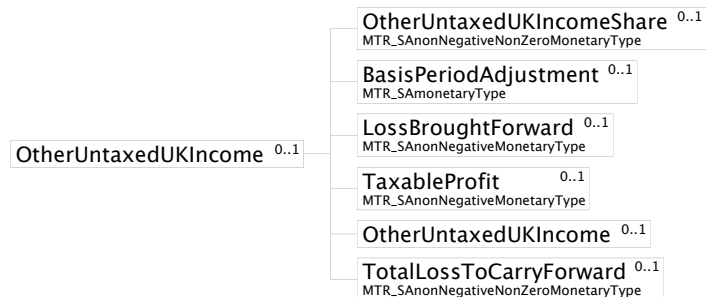 OtherUntaxedUKIncomeShare 0..1
MTR_SAnonNegativeNonZeroMonetaryType
BasisPeriodAdjustment 0..1
MTR_SAmonetaryType
LossBroughtForward 0..1
MTR_SAnonNegativeMonetaryType
OtherUntaxedUKIncome 0..1
TaxableProfit 0..1
MTR_SAnonNegativeMonetaryType
OtherUntaxedUKIncome 0..1
TotalLossToCarryForward 0..1
MTR_SAnonNegativeNonZeroMonetaryType